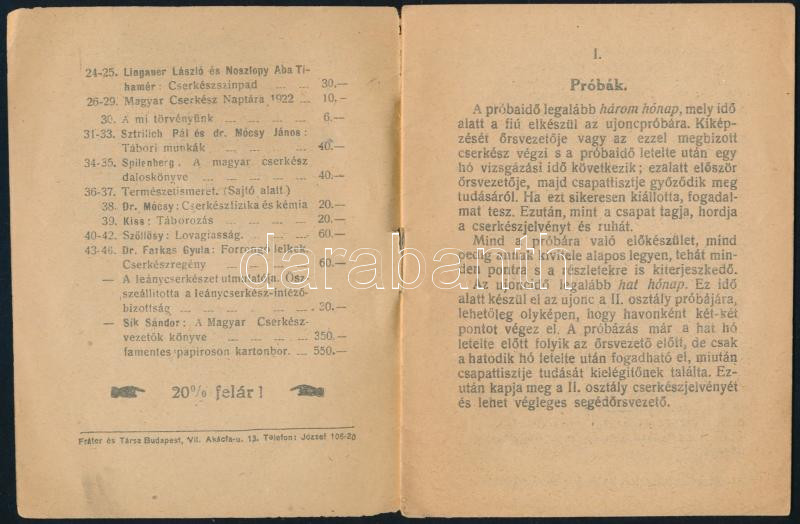 24-25. Lingauer László és Noszlopy Aba Ti-
hamér: Cserkészszinpad ... ... 30.—
26-29. Magyar Cserkész Naptára 1922 ... 10.-
30. A mi törvényünk ... ... ... 6.—
31-33. Sztrilich Pál és dr. Mócsy János:
Tábori munkák ... ... ... 40.—
34-35. Spilenberg. A magyar cserkész
daloskönyve ... ... ... ... 40.—
36-37. Természetismeret. (Sajtó alatt.)
38. Dr. Mócsy: Cserkészfizika és kémia 20.—
39. Kiss: Táborozás ... ... ... 20.—
40-42. Szöllösy: Lovagiasság. ... ... 60.—
43-46. Dr. Farkas Gyula: Forrongó lelkek.
Cserkészregény ... ... ... 60.—
— A leánycserkészet utmutatója. Ösz-
szeállitotta a leánycserkész-intéző-
bizottság ... ... ... ... 30.—
— Sík Sándor: A Magyar Cserkész-
vezetők könyve ... ... 350.—
famentes papiroson kartonbor. — 550.—
20% felár!
Fráter és Társa Budapest, VII. Akácfa-u. 13. Telefon: József 106-20
I.
Próbák.
A próbaidő legalább három hónap, mely idő
alatt a fiú elkészül az ujoncpróbára. Kikép-
zését őrsvezetője vagy az ezzel megbizott
cserkész végzi s a próbaidő letelte után egy
hó vizsgázási idő következik; ezalatt először
őrsvezetője, majd csapattisztje győződik meg
tudásáról. Ha ezt sikeresen kiállotta, fogadal-
mat tesz. Ezután, mint a csapat tagja, hordja
a cserkészjelvényt és ruhát.
Mind a próbára való előkészület, mind
pedig annak kivitele alapos legyen, tehát min-
den pontra s a részletekre is kiterjeszkedő.
Az ujoncidő legalább hat hónap. Ez idő
alatt készül el az ujonc a II. osztály próbájára,
lehetőleg olyképen, hogy havonként két-két
pontot végez el. A próbázás már a hat hó
letelte előtt folyik az őrsvezető előtt, de csak
a hatodik hó letelte után fogadható el, miután
csapattisztje tudását kielégitőnek találta. Ez-
után kapja meg a II. osztály cserkészjelvényét
és lehet végleges segédőrsvezető.
darabanth